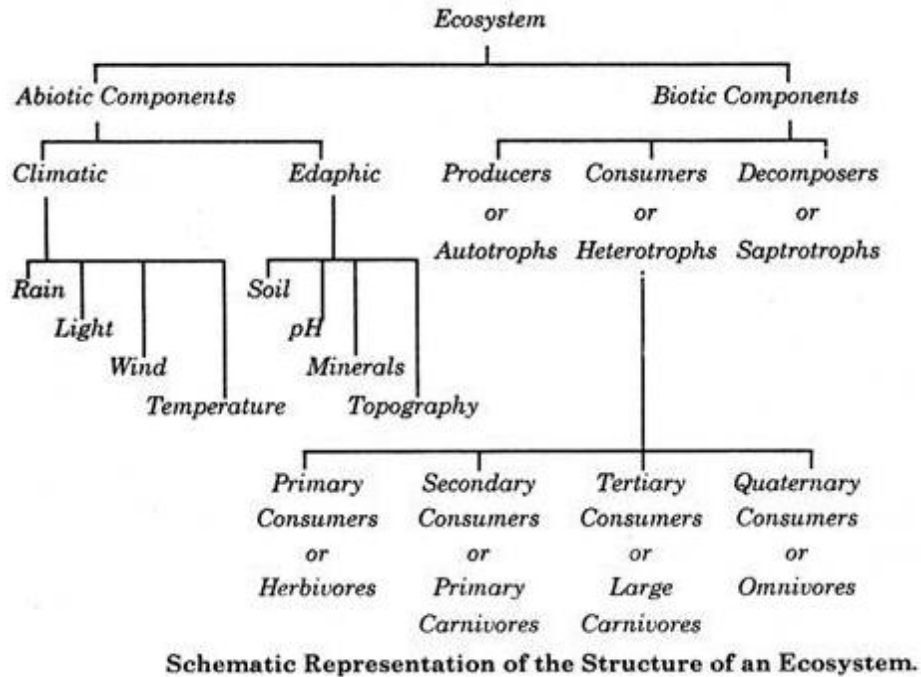 Ecosystem
Abiotic Components
Biotic Components
Climatic
Edaphic
Producers
or
Autotrophs
Consumers
or
Heterotrophs
Decomposers
or
Saptrotrophs
Rain
Light
Wind
Temperature
Soil
pH
Minerals
Topography
Primary
Consumers
or
Herbivores
Secondary
Consumers
or
Primary
Carnivores
Tertiary
Consumers
or
Large
Carnivores
Quaternary
Consumers
or
Omnivores
Schematic Representation of the Structure of an Ecosystem.